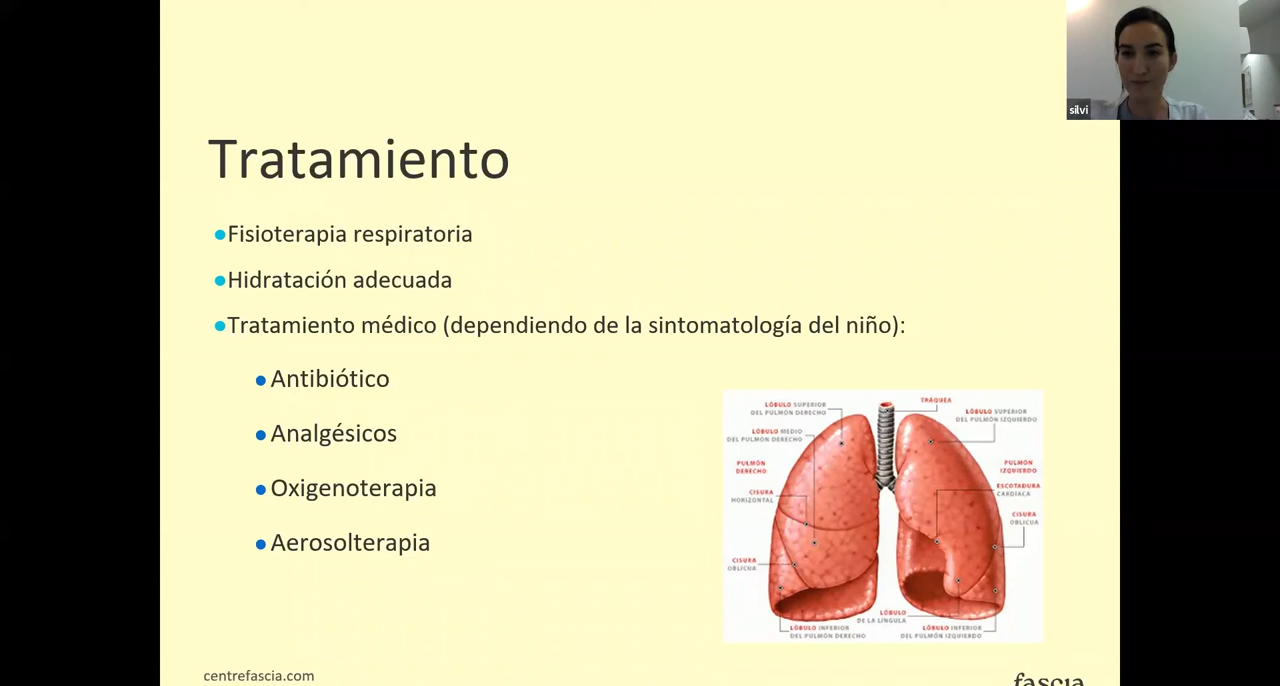 silvi
Tratamiento
Fisioterapia respiratoria
Hidratación adecuada
Tratamiento médico (dependiendo de la sintomatología del niño):
Antibiótico
Analgésicos
Oxigenoterapia
Aerosolterapia
LÓBULO SUPERIOR
DEL PULMÓN DERECHO
TRÁQUEA
LÓBULO SUPERIOR
DEL PULMÓN IZQUIERDO
LÓBULO MEDIO
DEL PULMÓN DERECHO
PULMÓN
DERECHO
PULMÓN
IZQUIERDO
CISURA
HORIZONTAL
ESCOTADURA
CARDÍACA
CISURA
OBLICUA
CISURA
OBLICUA
LÓBULO
DE LA LÍNGULA
LÓBULO INFERIOR
DEL PULMÓN DERECHO
LÓBULO INFERIOR
DEL PULMÓN IZQUIERDO
centrefascia.com
fascia